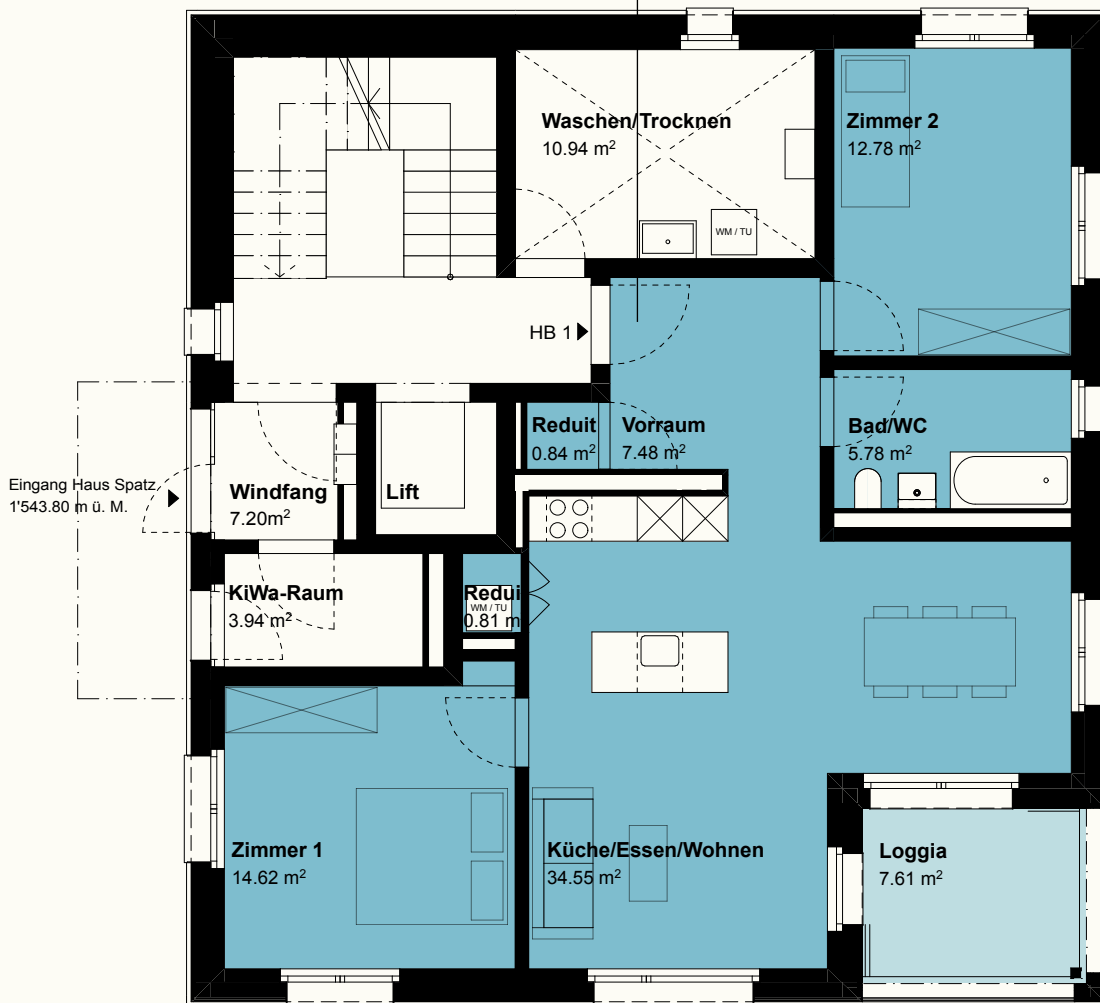 Waschen/Trocknen
10.94 m²
WM / TU
Zimmer 2
12.78 m²
HB 1
Reduit
0.84 m²
Vorraum
7.48 m²
Bad/WC
5.78 m²
Eingang Haus Spatz
1'543.80 m ü. M.
Windfang
7.20m²
Lift
KiWa-Raum
3.94 m²
Redui
WM / TU
0.81 m
Zimmer 1
14.62 m²
Küche/Essen/Wohnen
34.55 m²
Loggia
7.61 m²